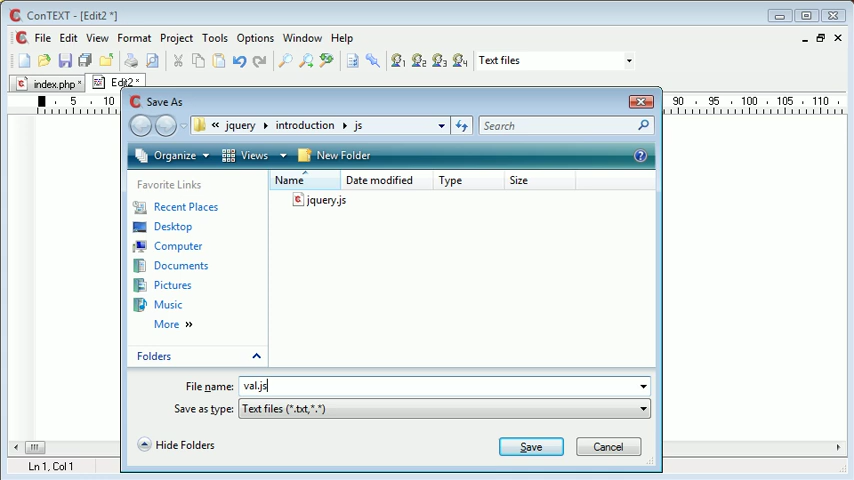 ConTEXT - [Edit2 *]
File Edit View Format Project Tools Options Window Help
Text files
index.php * Edit2 *
5 10 90 95 100 105 110
Save As
jquery introduction js Search
Organize Views New Folder
Favorite Links
Name Date modified Type Size
Recent Places
jquery.js
Desktop
Computer
Documents
Pictures
Music
More »
Folders
File name: val.js
Save as type: Text files (*.txt,*.*)
Hide Folders Save Cancel
Ln 1, Col 1